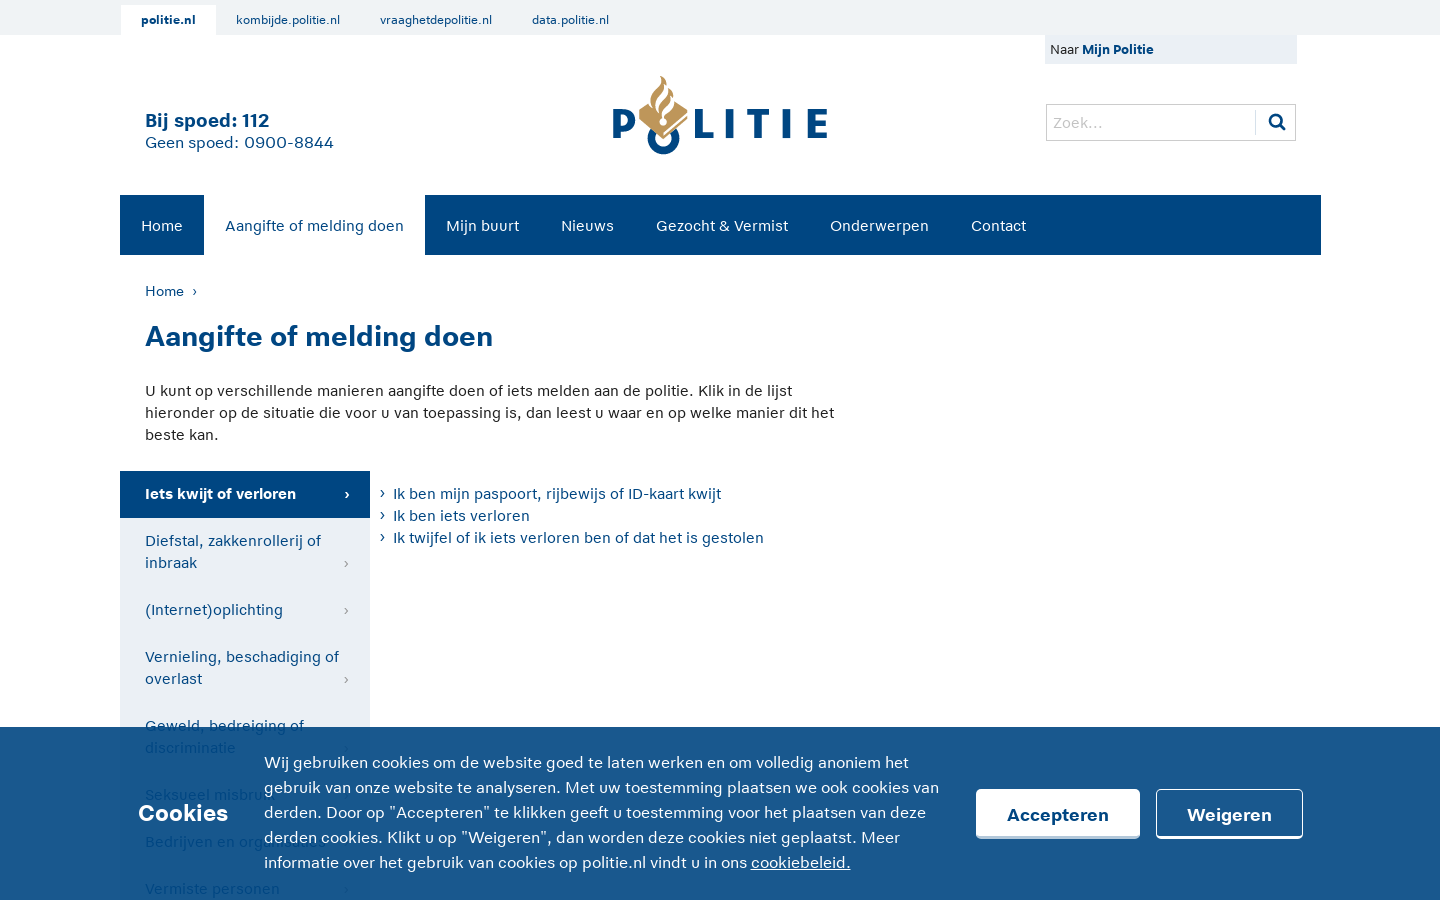 politie.nl
kombijde.politie.nl
vraaghetdepolitie.nl
data.politie.nl
Naar Mijn Politie
Bij spoed: 112
Geen spoed: 0900-8844
POLITIE
Zoek...
Home
Aangifte of melding doen
Mijn buurt
Nieuws
Gezocht & Vermist
Onderwerpen
Contact
Home ›
Aangifte of melding doen
U kunt op verschillende manieren aangifte doen of iets melden aan de politie. Klik in de lijst
hieronder op de situatie die voor u van toepassing is, dan leest u waar en op welke manier dit het
beste kan.
Iets kwijt of verloren ›
Diefstal, zakkenrollerij of
inbraak ›
(Internet)oplichting ›
Vernieling, beschadiging of
overlast ›
Geweld, bedreiging of
discriminatie
Seksueel misbruik
Bedrijven en organisaties
Vermiste personen
› Ik ben mijn paspoort, rijbewijs of ID-kaart kwijt
› Ik ben iets verloren
› Ik twijfel of ik iets verloren ben of dat het is gestolen
Cookies
Wij gebruiken cookies om de website goed te laten werken en om volledig anoniem het
gebruik van onze website te analyseren. Met uw toestemming plaatsen we ook cookies van
derden. Door op "Accepteren" te klikken geeft u toestemming voor het plaatsen van deze
derden cookies. Klikt u op "Weigeren", dan worden deze cookies niet geplaatst. Meer
informatie over het gebruik van cookies op politie.nl vindt u in ons cookiebeleid.
Accepteren
Weigeren